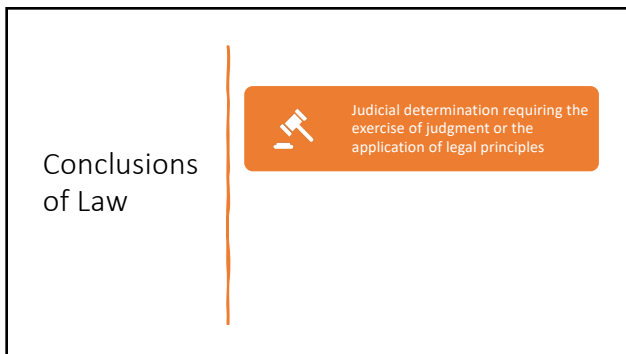 Conclusions
of Law
Judicial determination requiring the
exercise of judgment or the
application of legal principles